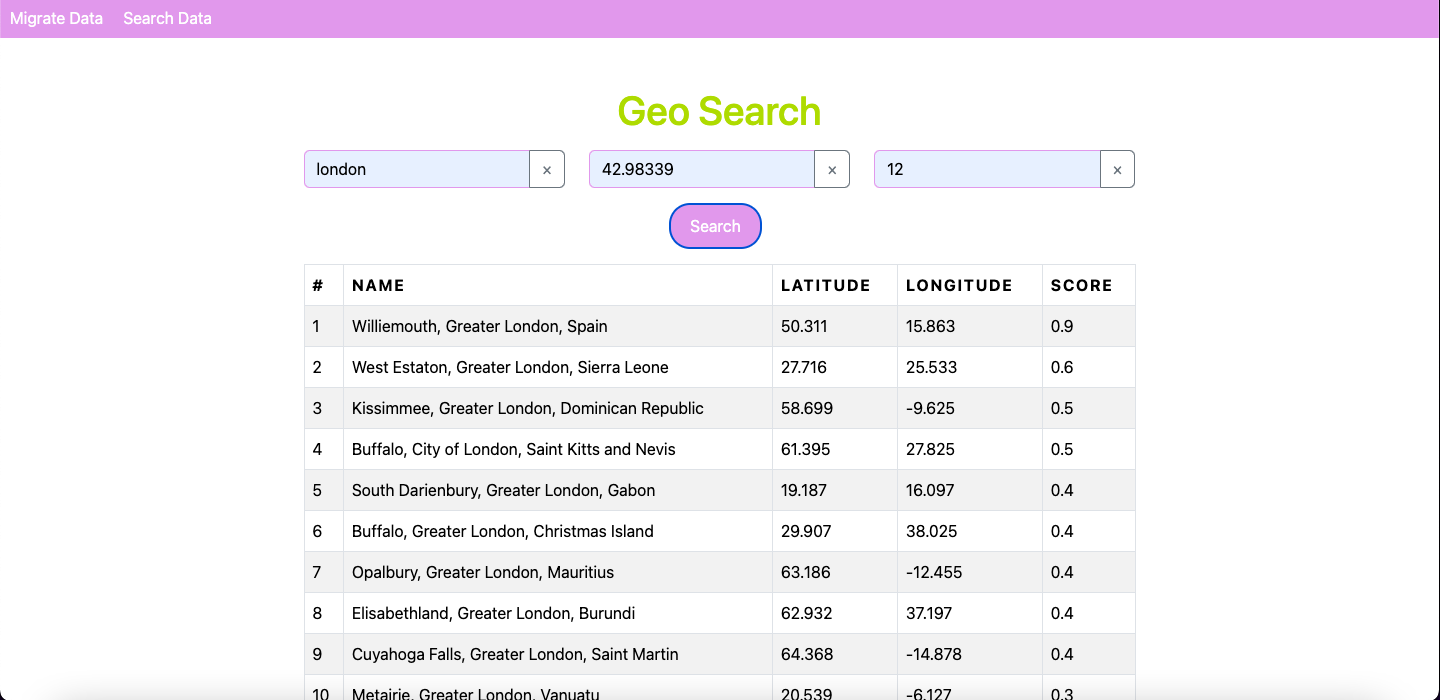 Migrate Data Search Data
Geo Search
london × 42.98339 × 12 ×
Search
# NAME LATITUDE LONGITUDE SCORE
1 Williemouth, Greater London, Spain 50.311 15.863 0.9
2 West Estaton, Greater London, Sierra Leone 27.716 25.533 0.6
3 Kissimmee, Greater London, Dominican Republic 58.699 -9.625 0.5
4 Buffalo, City of London, Saint Kitts and Nevis 61.395 27.825 0.5
5 South Darienbury, Greater London, Gabon 19.187 16.097 0.4
6 Buffalo, Greater London, Christmas Island 29.907 38.025 0.4
7 Opalbury, Greater London, Mauritius 63.186 -12.455 0.4
8 Elisabethland, Greater London, Burundi 62.932 37.197 0.4
9 Cuyahoga Falls, Greater London, Saint Martin 64.368 -14.878 0.4
10 Metairie, Greater London, Vanuatu 20.539 -6.127 0.3